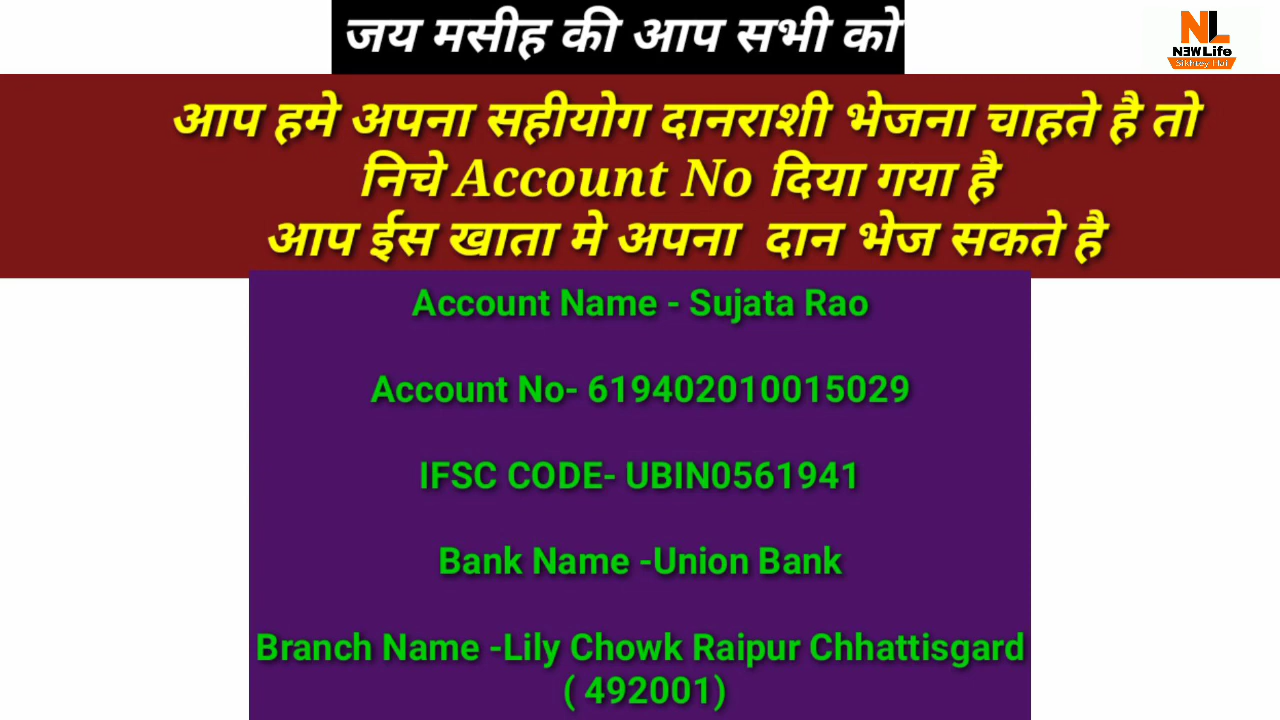 जय मसीह की आप सभी को
NL
NEWLife
Sikhtey Hai
आप हमे अपना सहीयोग दानराशी भेजना चाहते है तो
निचे Account No दिया गया है
आप ईस खाता मे अपना दान भेज सकते है
Account Name - Sujata Rao
Account No- 619402010015029
IFSC CODE- UBIN0561941
Bank Name -Union Bank
Branch Name -Lily Chowk Raipur Chhattisgard
( 492001)